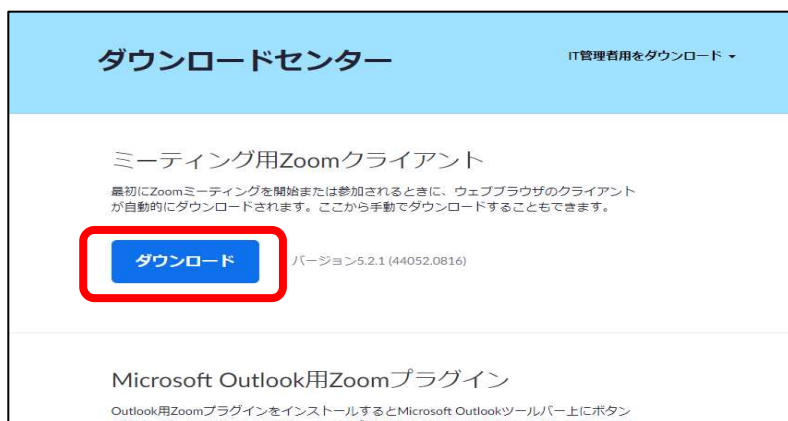 ダウンロードセンター
IT管理者用をダウンロード
ミーティング用Zoomクライアント
最初にZoomミーティングを開始または参加されるときに、ウェブブラウザのクライアント
が自動的にダウンロードされます。ここから手動でダウンロードすることもできます。
ダウンロード
バージョン5.2.1 (44052.0816)
Microsoft Outlook用Zoomプラグイン
Outlook用ZoomプラグインをインストールするとMicrosoft Outlookツールバー上にボタン